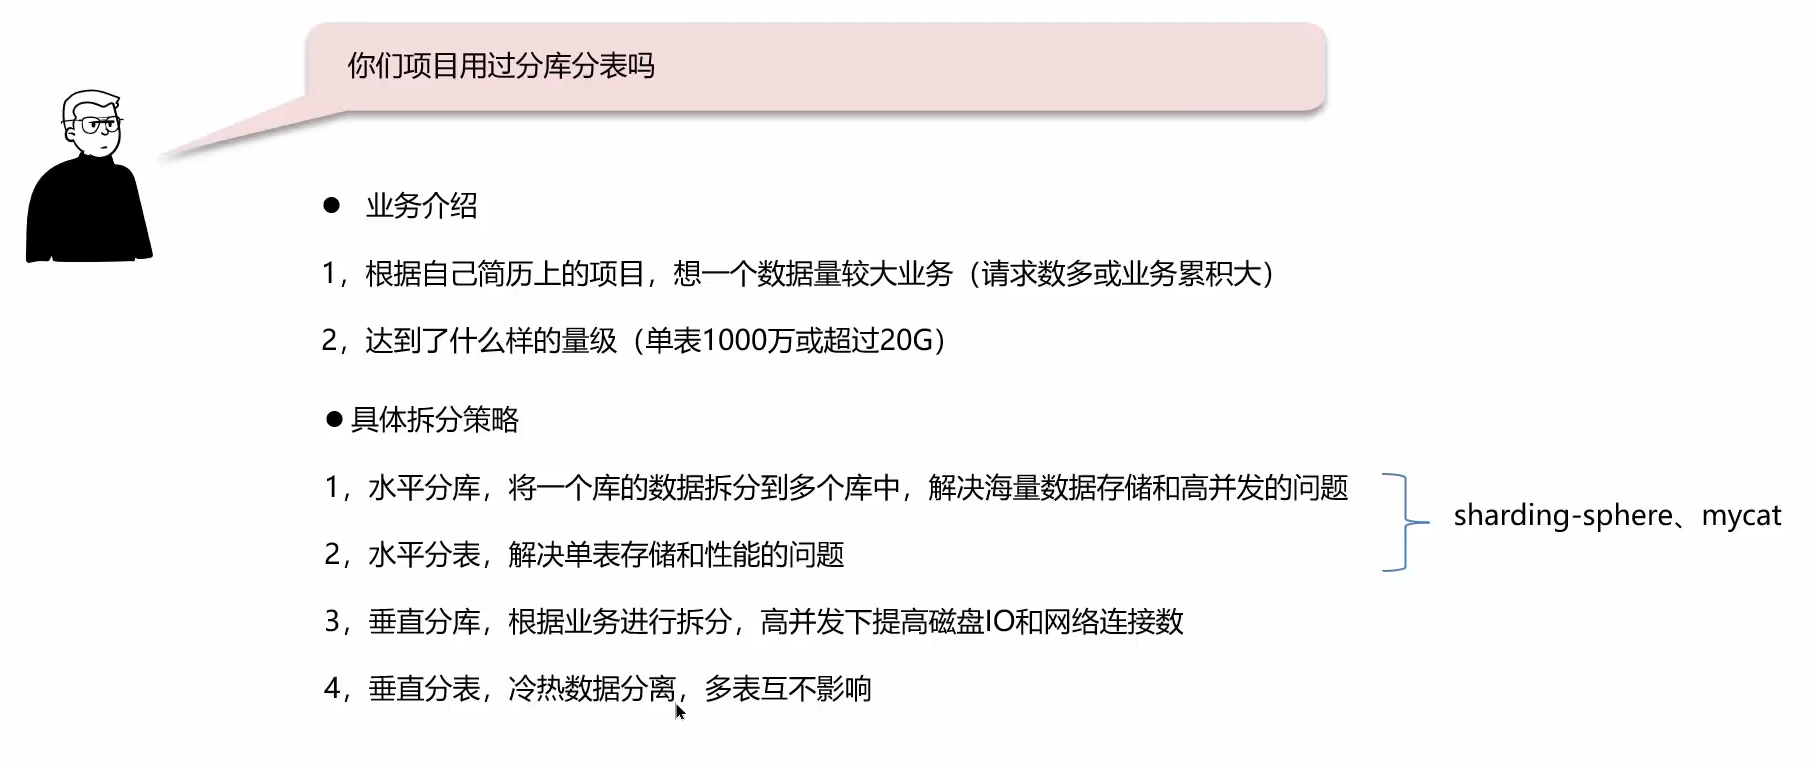 你们项目用过分库分表吗
● 业务介绍
1，根据自己简历上的项目，想一个数据量较大业务（请求数多或业务累积大）
2，达到了什么样的量级（单表1000万或超过20G）
●具体拆分策略
1，水平分库，将一个库的数据拆分到多个库中，解决海量数据存储和高并发的问题
sharding-sphere、mycat
2，水平分表，解决单表存储和性能的问题
3，垂直分库，根据业务进行拆分，高并发下提高磁盘IO和网络连接数
4，垂直分表，冷热数据分离，多表互不影响